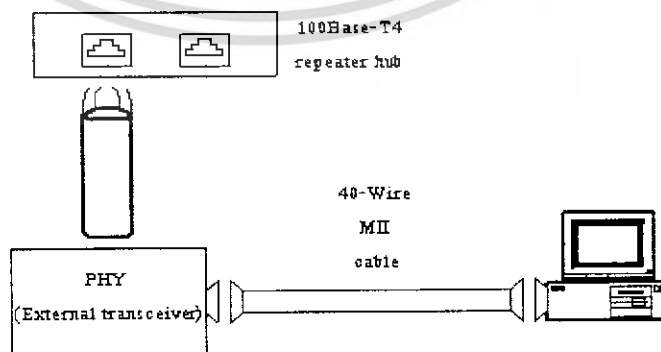 100Base-T4
repeater hub
40-Wire
MII
cable
PHY
(External transceiver)